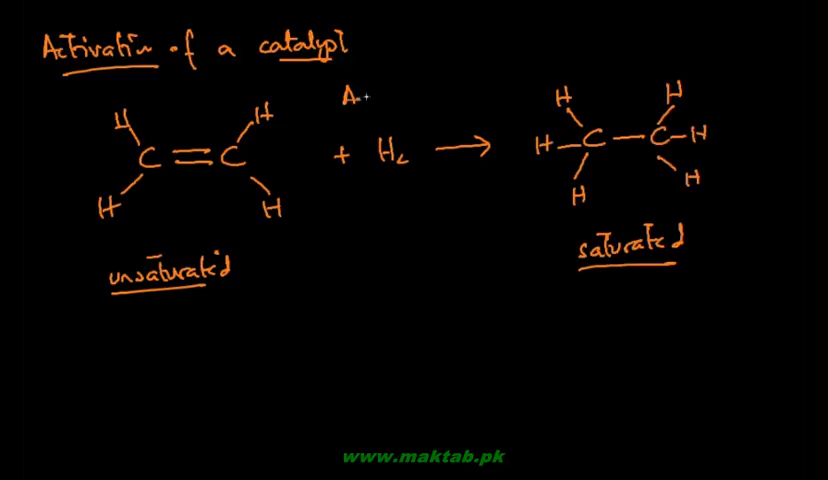 Activation of a catalyst
A
H H H H
C = C + H₂ → H - C - C - H
H H H H
unsaturated saturated
www.maktab.pk